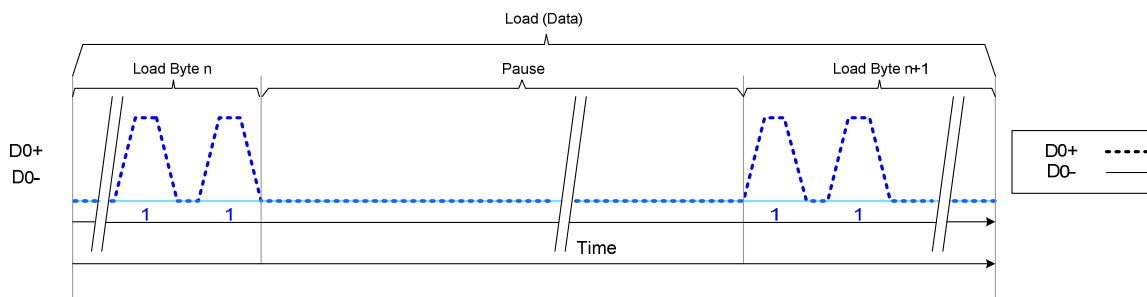 Load (Data)
Load Byte n
Pause
Load Byte n+1
D0+
D0-
1 1 1 1
Time
D0+
D0-